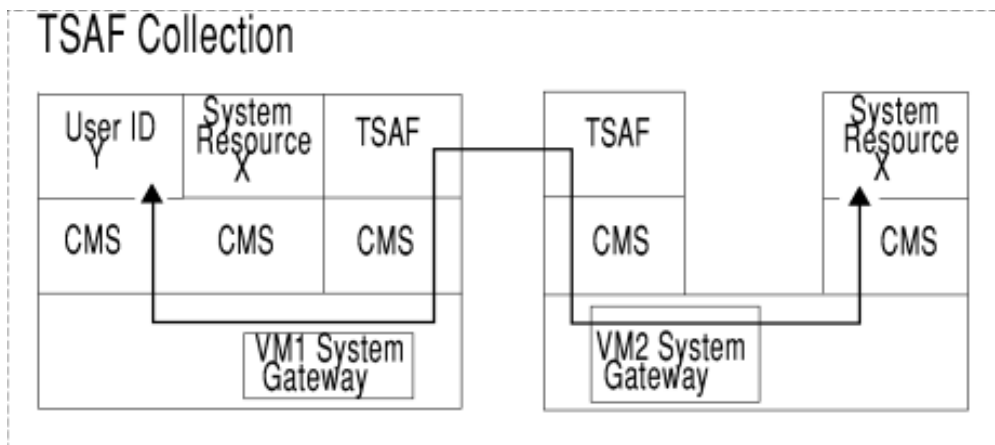 TSAF Collection
User ID
Y
System
Resource
X
TSAF
TSAF
System
Resource
X
CMS
CMS
CMS
CMS
CMS
VM1 System
Gateway
VM2 System
Gateway